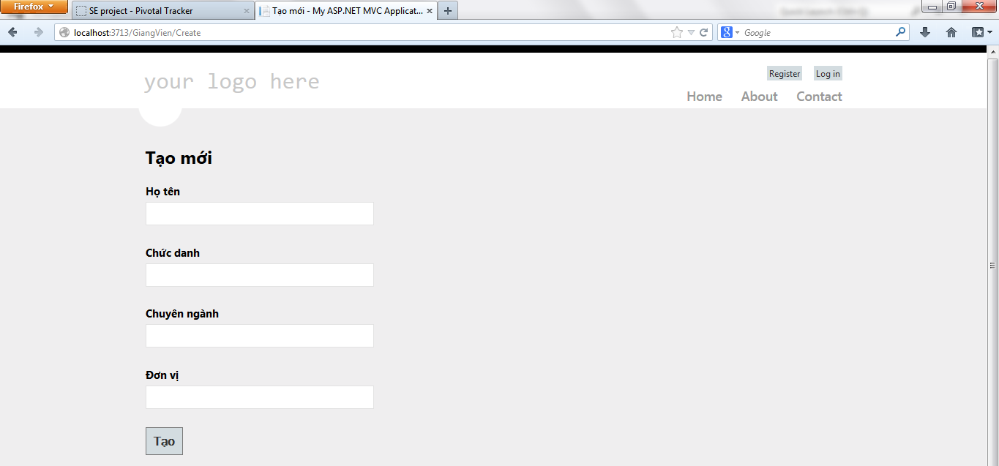 Firefox
SE project - Pivotal Tracker
Tạo mới - My ASP.NET MVC Applicat...
localhost:3713/GiangVien/Create
Google
your logo here
Register
Log in
Home
About
Contact
Tạo mới
Họ tên
Chức danh
Chuyên ngành
Đơn vị
Tạo